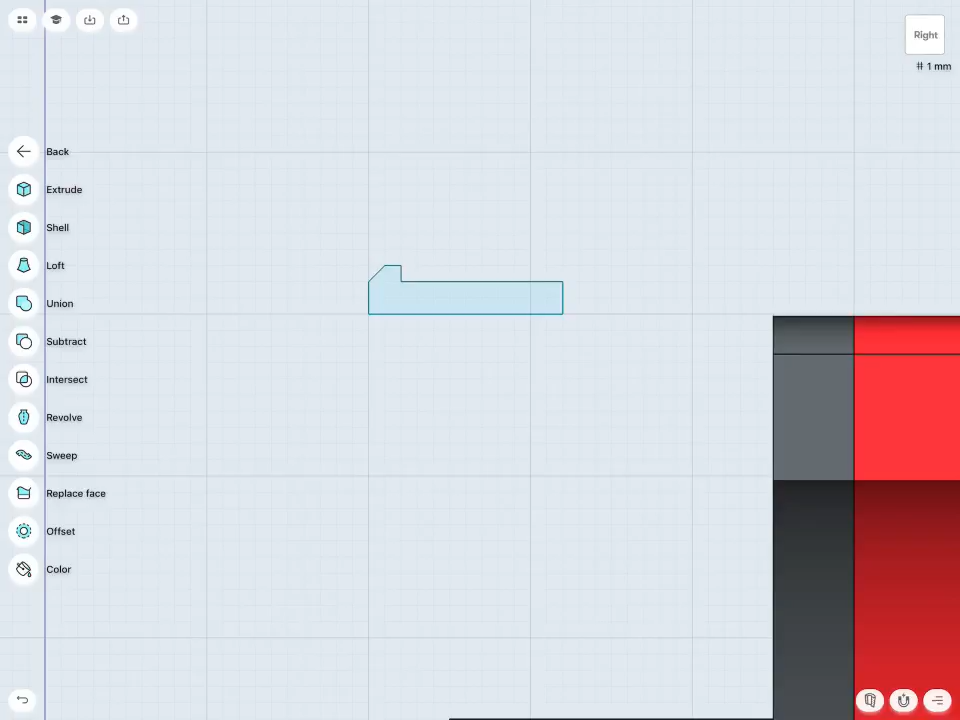 Right
# 1 mm
Back
Extrude
Shell
Loft
Union
Subtract
Intersect
Revolve
Sweep
Replace face
Offset
Color